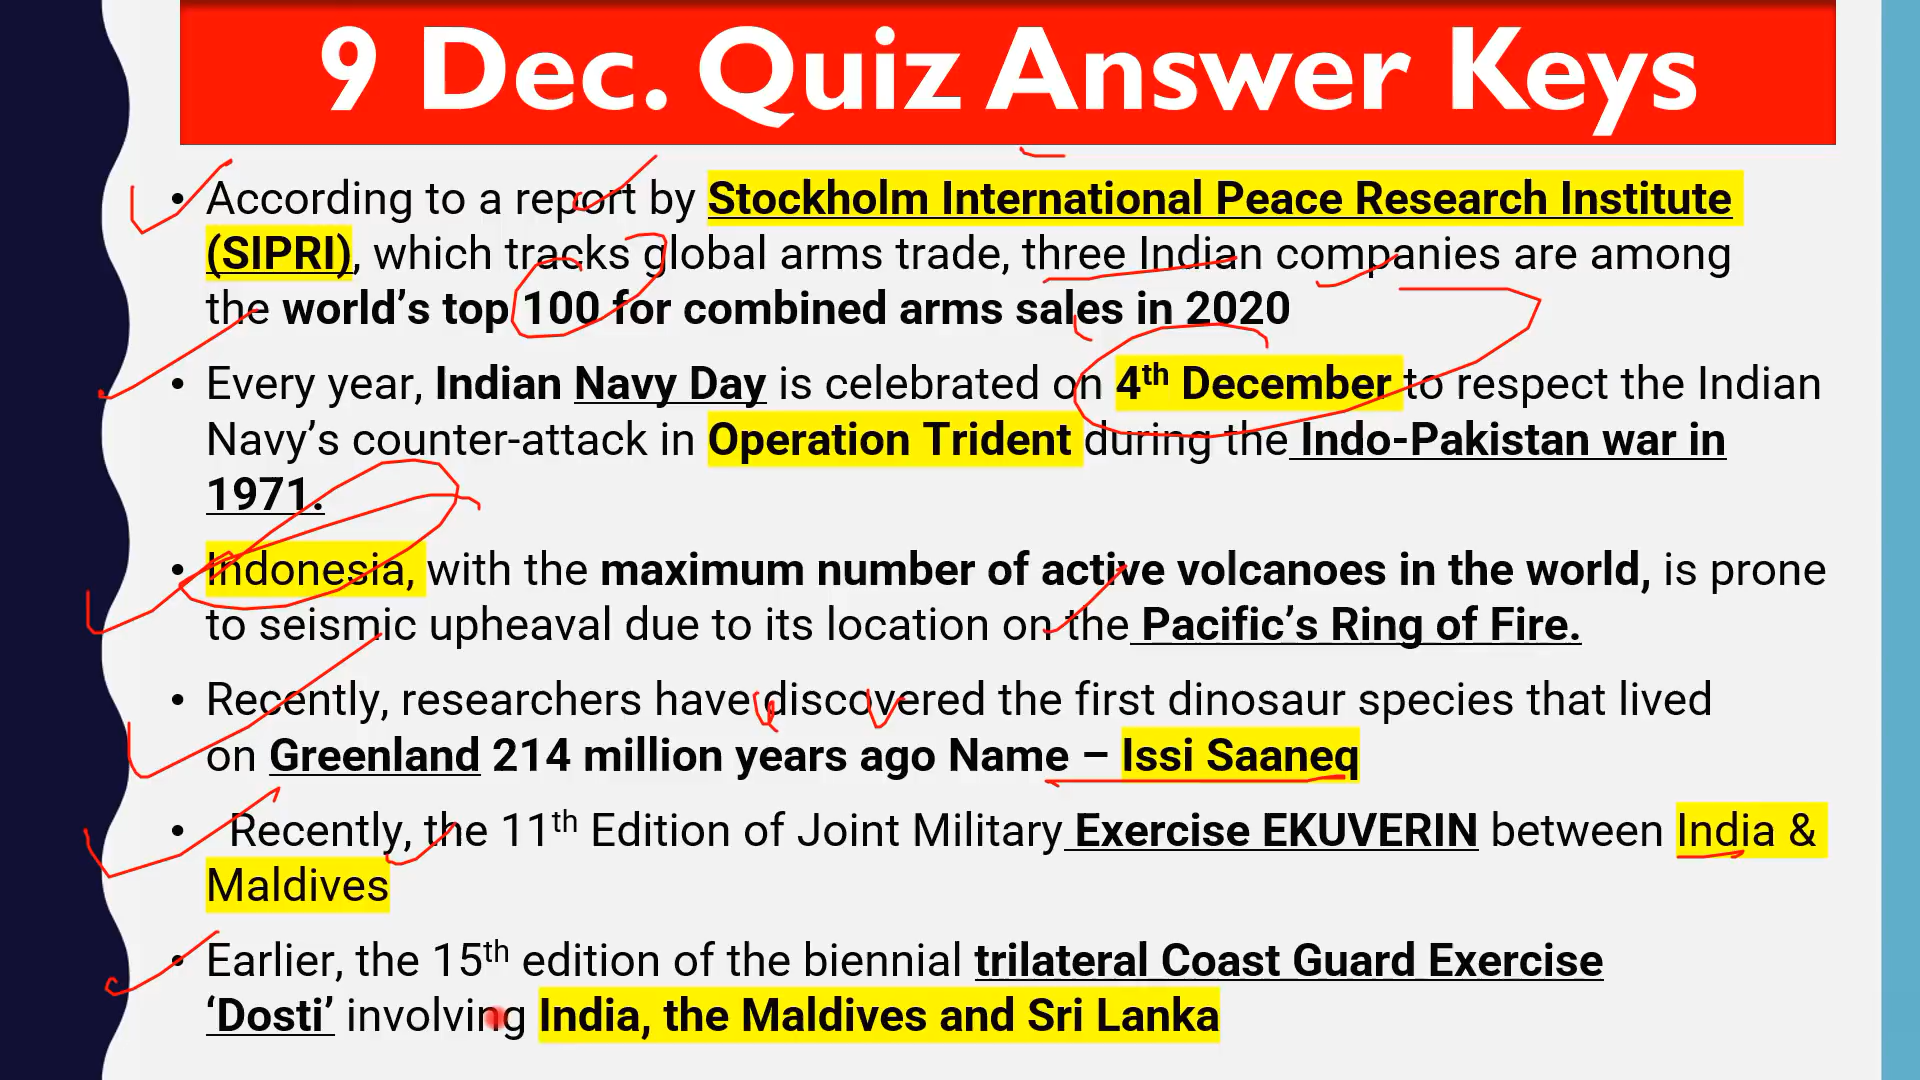 9 Dec. Quiz Answer Keys
• According to a report by Stockholm International Peace Research Institute
(SIPRI), which tracks global arms trade, three Indian companies are among
the world’s top 100 for combined arms sales in 2020
• Every year, Indian Navy Day is celebrated on 4th December to respect the Indian
Navy’s counter-attack in Operation Trident during the Indo-Pakistan war in
1971.
• Indonesia, with the maximum number of active volcanoes in the world, is prone
to seismic upheaval due to its location on the Pacific’s Ring of Fire.
• Recently, researchers have discovered the first dinosaur species that lived
on Greenland 214 million years ago Name – Issi Saaneq
• Recently, the 11th Edition of Joint Military Exercise EKUVERIN between India &
Maldives
• Earlier, the 15th edition of the biennial trilateral Coast Guard Exercise
‘Dosti’ involving India, the Maldives and Sri Lanka